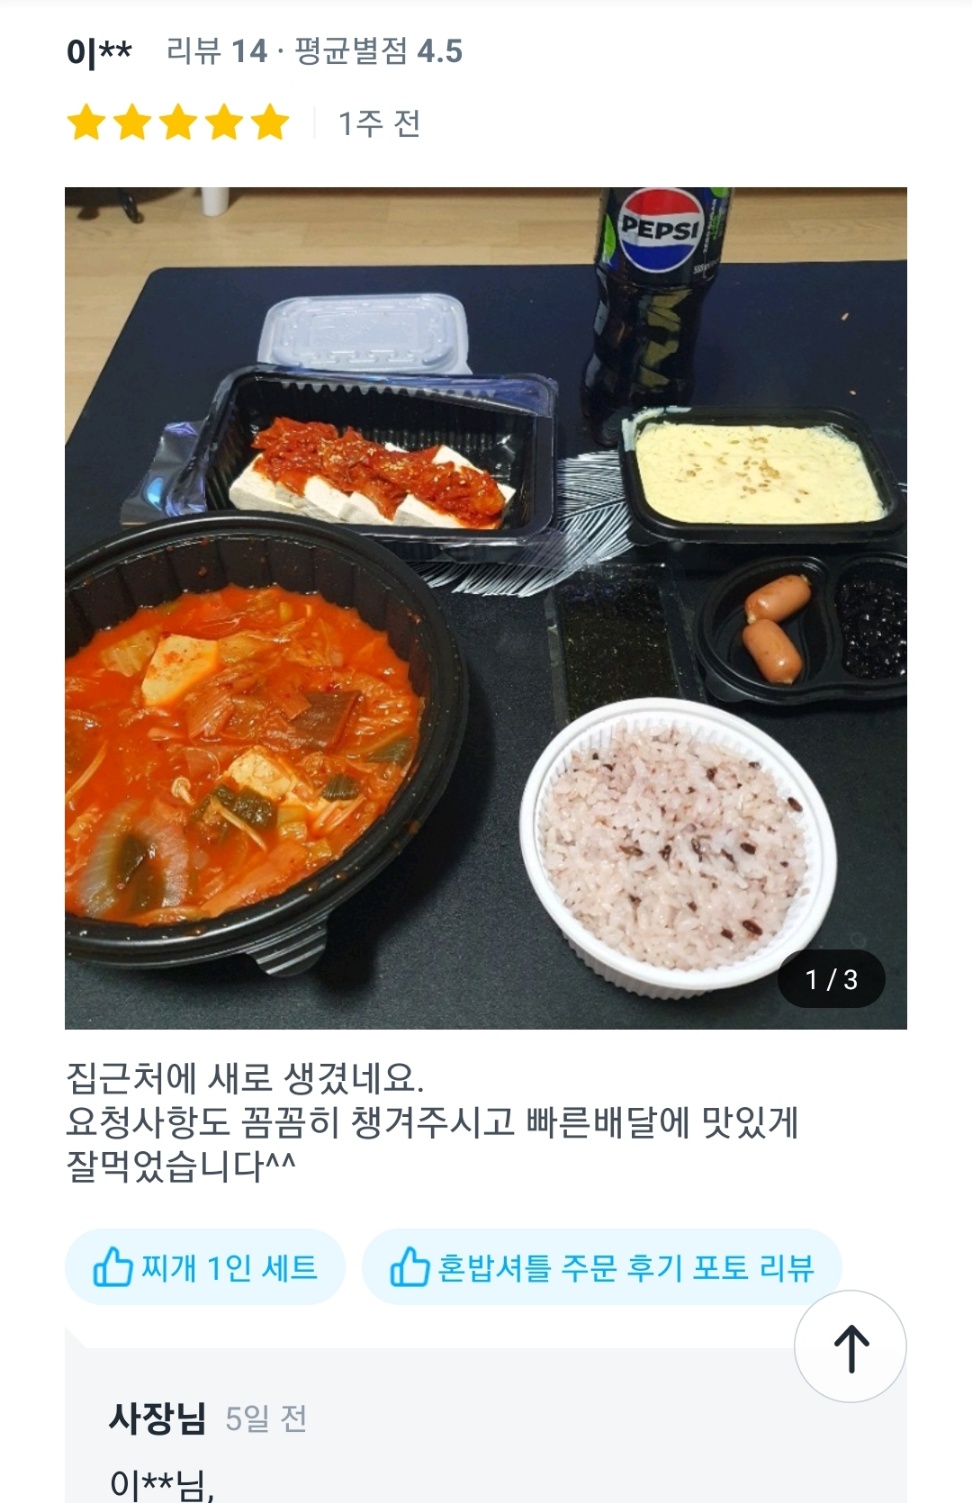 이** 리뷰 14 · 평균별점 4.5
1주 전
PEPSI
1 / 3
집근처에 새로 생겼네요.
요청사항도 꼼꼼히 챙겨주시고 빠른배달에 맛있게
잘먹었습니다^^
찌개 1인 세트 혼밥셔틀 주문 후기 포토 리뷰
사장님 5일 전
이**님,